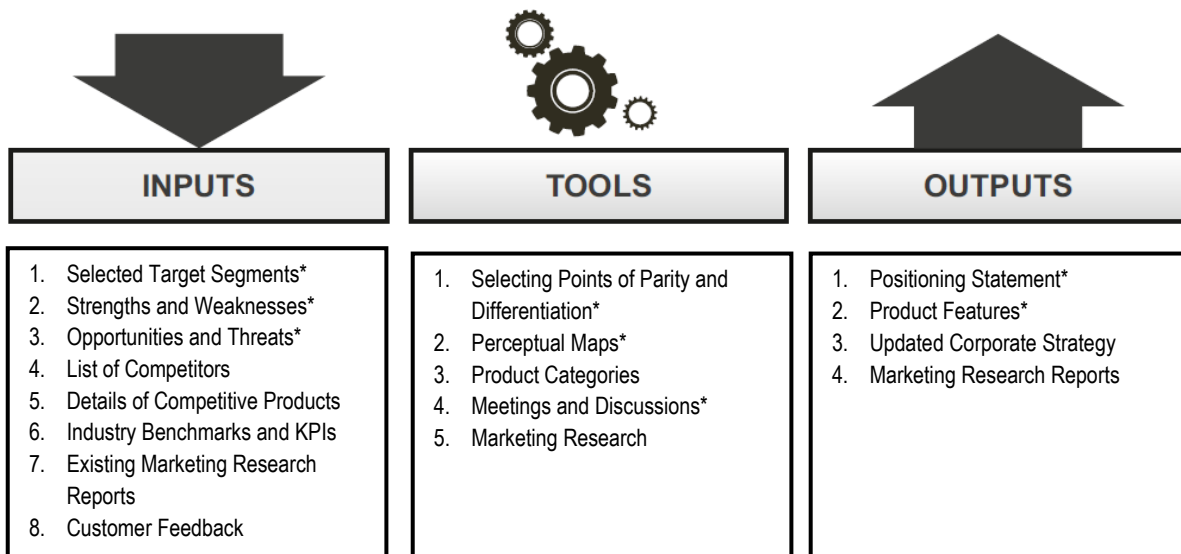 INPUTS
1. Selected Target Segments*
2. Strengths and Weaknesses*
3. Opportunities and Threats*
4. List of Competitors
5. Details of Competitive Products
6. Industry Benchmarks and KPIs
7. Existing Marketing Research
Reports
8. Customer Feedback
TOOLS
1. Selecting Points of Parity and
Differentiation*
2. Perceptual Maps*
3. Product Categories
4. Meetings and Discussions*
5. Marketing Research
OUTPUTS
1. Positioning Statement*
2. Product Features*
3. Updated Corporate Strategy
4. Marketing Research Reports